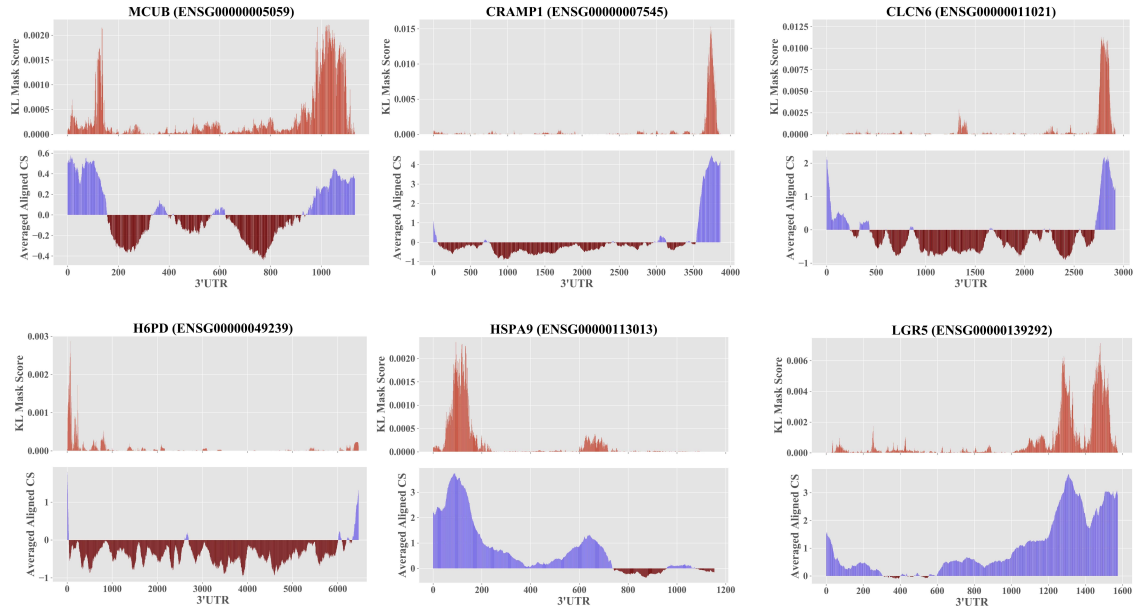 MCUB (ENSG00000005059)
KL Mask Score
0.0020
0.0015
0.0010
0.0005
0.0000
Averaged Aligned CS
0.6
0.4
0.2
0.0
−0.2
−0.4
0 200 400 600 800 1000
3'UTR
CRAMP1 (ENSG00000007545)
KL Mask Score
0.015
0.010
0.005
0.000
Averaged Aligned CS
4
3
2
1
0
−1
0 500 1000 1500 2000 2500 3000 3500 4000
3'UTR
CLCN6 (ENSG00000011021)
KL Mask Score
0.0125
0.0100
0.0075
0.0050
0.0025
0.0000
Averaged Aligned CS
2
1
0
−1
0 500 1000 1500 2000 2500 3000
3'UTR
H6PD (ENSG00000049239)
KL Mask Score
0.003
0.002
0.001
0.000
Averaged Aligned CS
1
0
−1
0 1000 2000 3000 4000 5000 6000
3'UTR
HSPA9 (ENSG00000113013)
KL Mask Score
0.0020
0.0015
0.0010
0.0005
0.0000
Averaged Aligned CS
4
3
2
1
0
0 200 400 600 800 1000 1200
3'UTR
LGR5 (ENSG00000139292)
KL Mask Score
0.006
0.004
0.002
0.000
Averaged Aligned CS
3
2
1
0
0 200 400 600 800 1000 1200 1400 1600
3'UTR